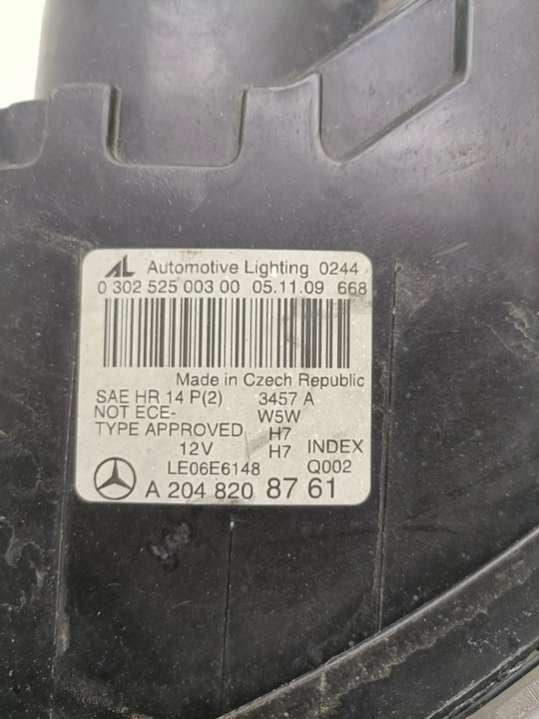 AL Automotive Lighting 0244
0 302 525 003 00 05.11.09 668
Made in Czech Republic
SAE HR 14 P(2) 3457 A
NOT ECE- W5W
TYPE APPROVED H7
12V H7 INDEX
LE06E6148 Q002
A 204 820 87 61